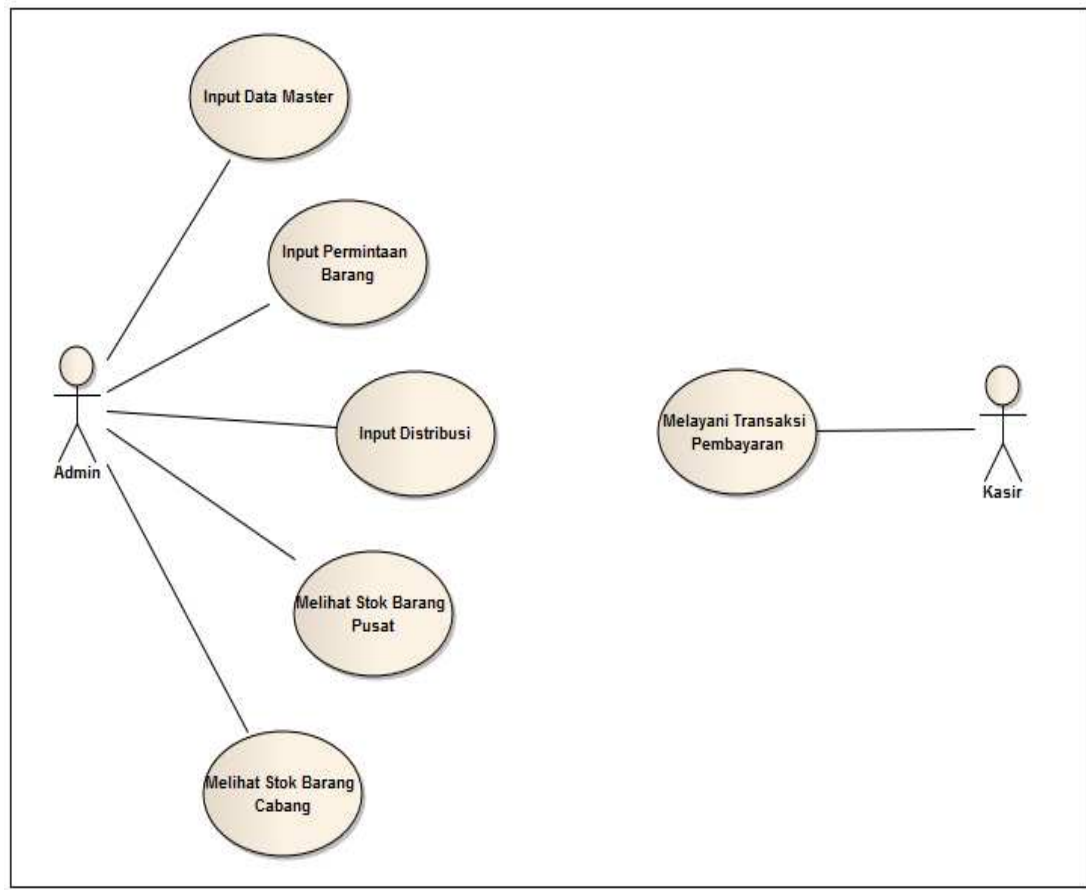 Input Data Master
Input Permintaan
Barang
Input Distribusi
Melayani Transaksi
Pembayaran
Admin
Kasir
Melihat Stok Barang
Pusat
Melihat Stok Barang
Cabang